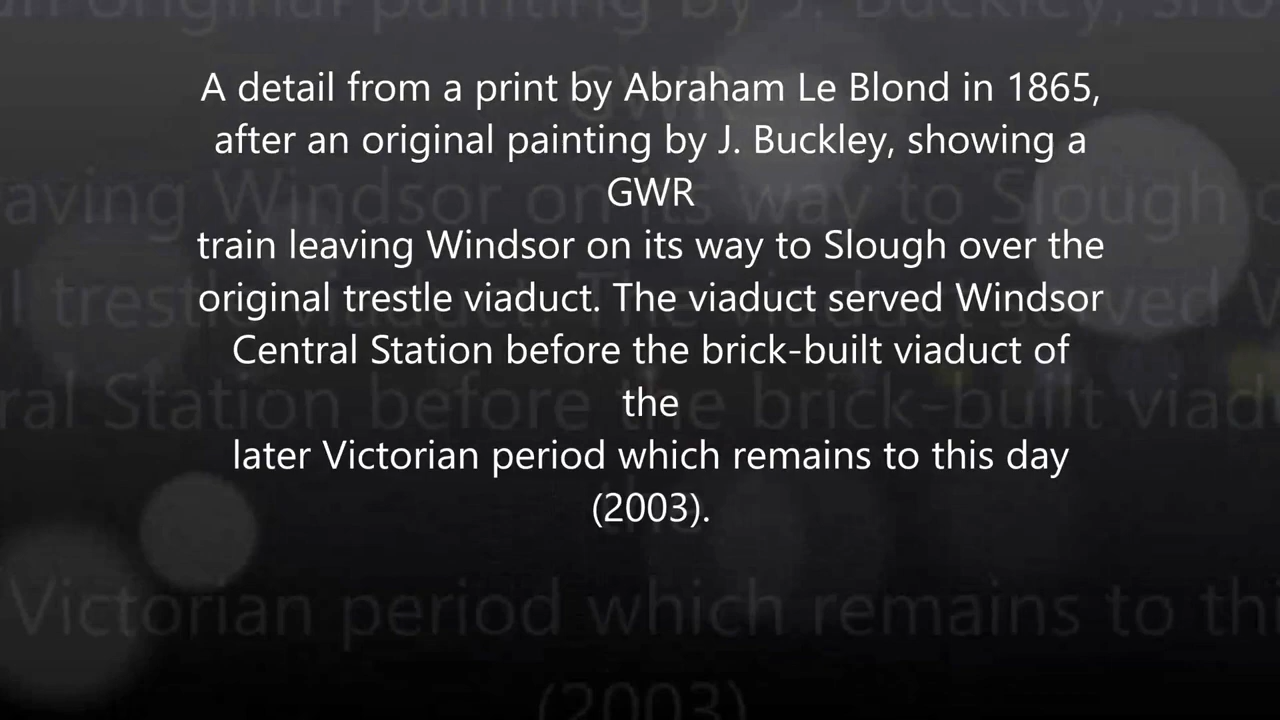 A detail from a print by Abraham Le Blond in 1865,
after an original painting by J. Buckley, showing a
GWR
train leaving Windsor on its way to Slough over the
original trestle viaduct. The viaduct served Windsor
Central Station before the brick-built viaduct of
the
later Victorian period which remains to this day
(2003).